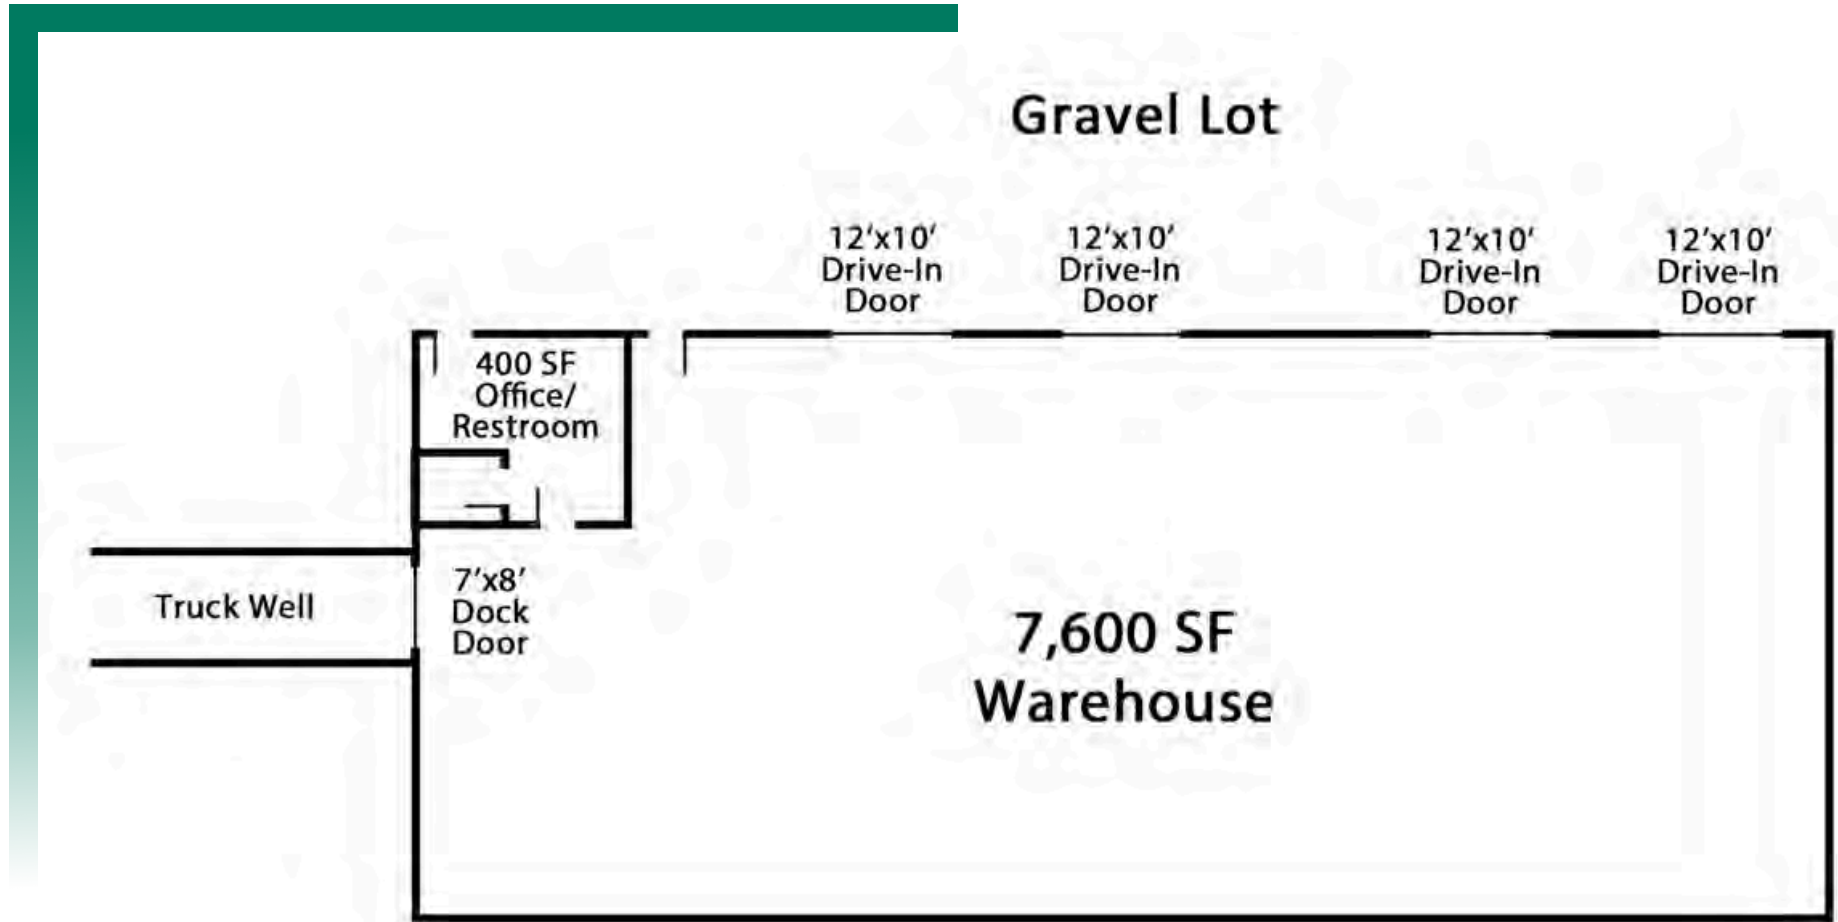 Gravel Lot
12'x10'
Drive-In
Door
12'x10'
Drive-In
Door
12'x10'
Drive-In
Door
12'x10'
Drive-In
Door
400 SF
Office/
Restroom
Truck Well
7'x8'
Dock
Door
7,600 SF
Warehouse